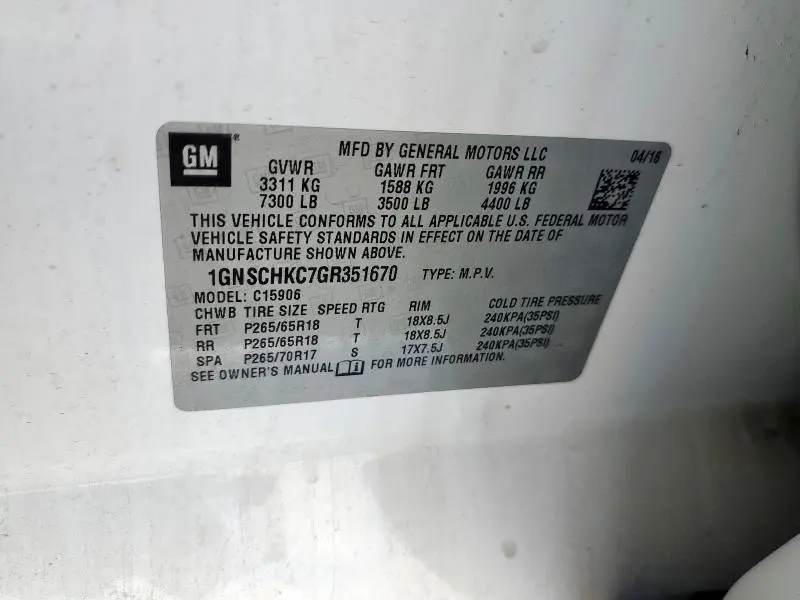 GM
MFD BY GENERAL MOTORS LLC 04/16
GVWR GAWR FRT GAWR RR
3311 KG 1588 KG 1996 KG
7300 LB 3500 LB 4400 LB
THIS VEHICLE CONFORMS TO ALL APPLICABLE U.S. FEDERAL MOTOR
VEHICLE SAFETY STANDARDS IN EFFECT ON THE DATE OF
MANUFACTURE SHOWN ABOVE.
1GNSCHKC7GR351670 TYPE: M.P.V.
MODEL: C15906
CHWB TIRE SIZE SPEED RTG RIM COLD TIRE PRESSURE
FRT P265/65R18 T 18X8.5J 240KPA(35PSI)
RR P265/65R18 T 18X8.5J 240KPA(35PSI)
SPA P265/70R17 S 17X7.5J 240KPA(35PSI)
SEE OWNER'S MANUAL FOR MORE INFORMATION.